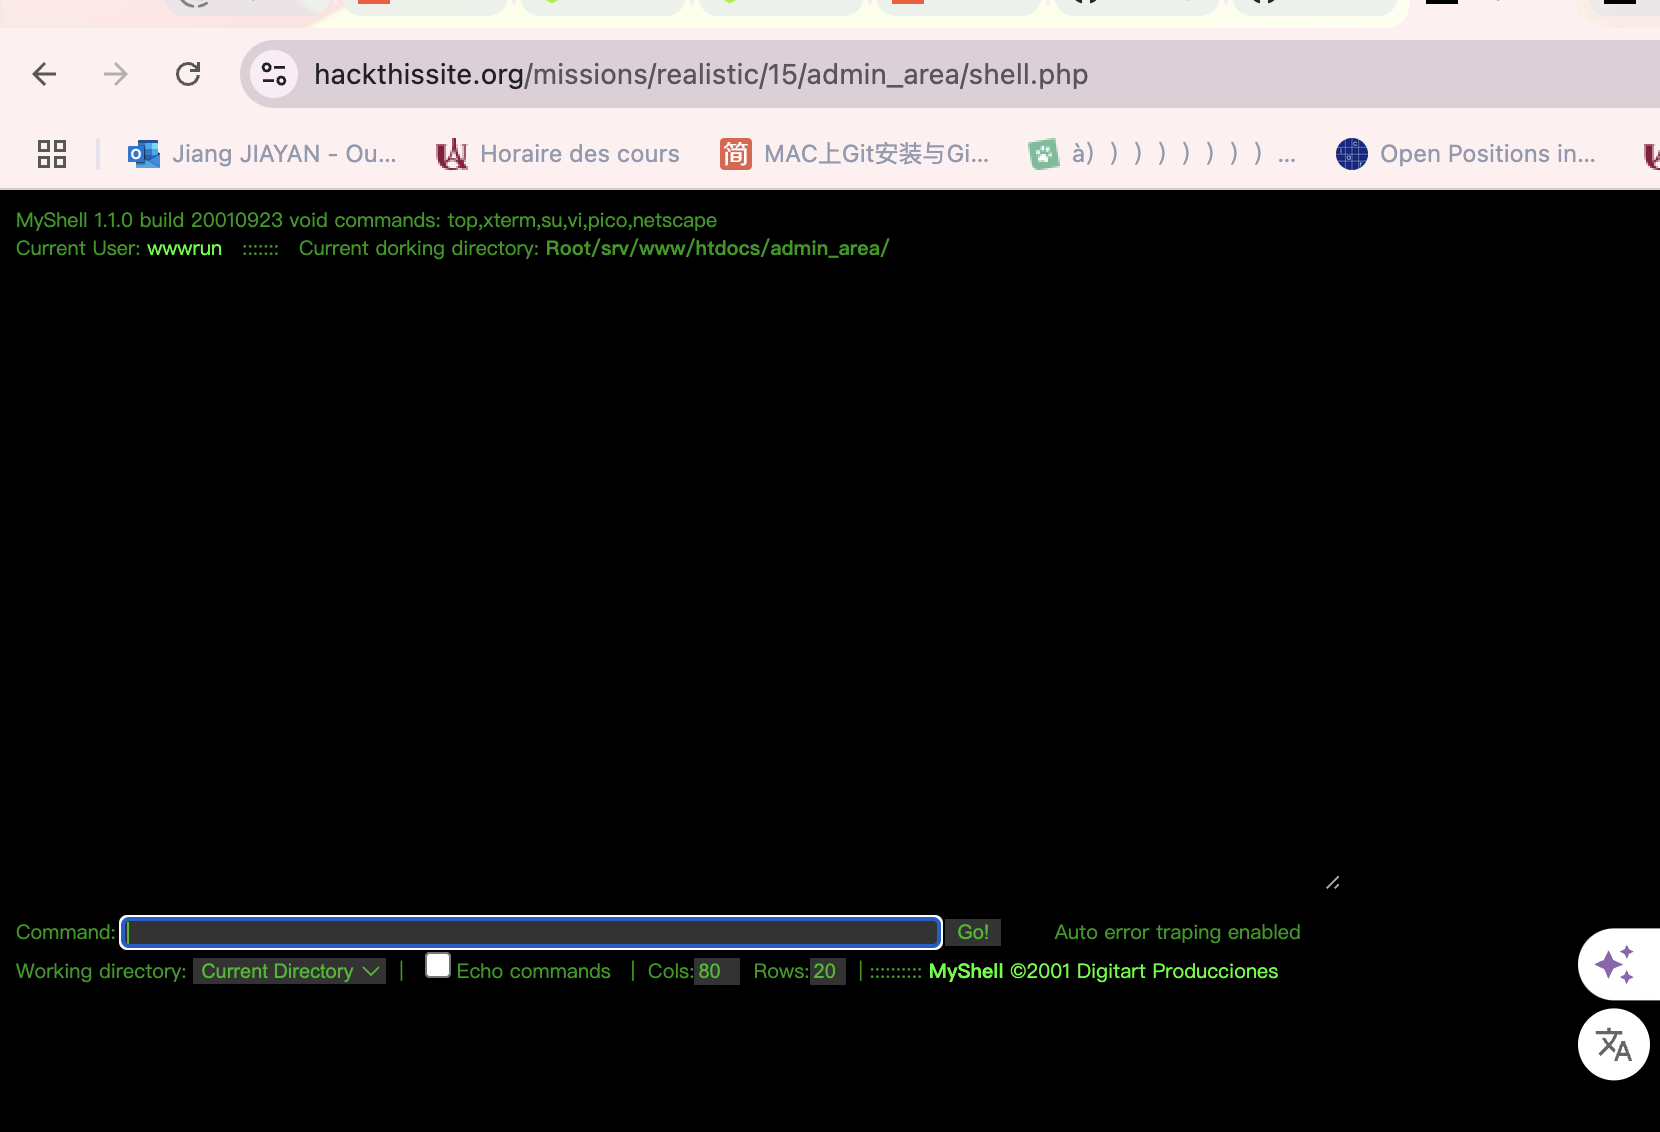 hackthissite.org/missions/realistic/15/admin_area/shell.php
Jiang JIAYAN - Ou... Horaire des cours 简 MAC上Git安装与Gi... à) ) ) ) ) ) ) ) ... Open Positions in...
MyShell 1.1.0 build 20010923 void commands: top,xterm,su,vi,pico,netscape
Current User: wwwrun ::::::: Current dorking directory: Root/srv/www/htdocs/admin_area/
Command: Go! Auto error traping enabled
Working directory: Current Directory | Echo commands | Cols: 80 Rows: 20 | :::::::::: MyShell ©2001 Digitart Producciones